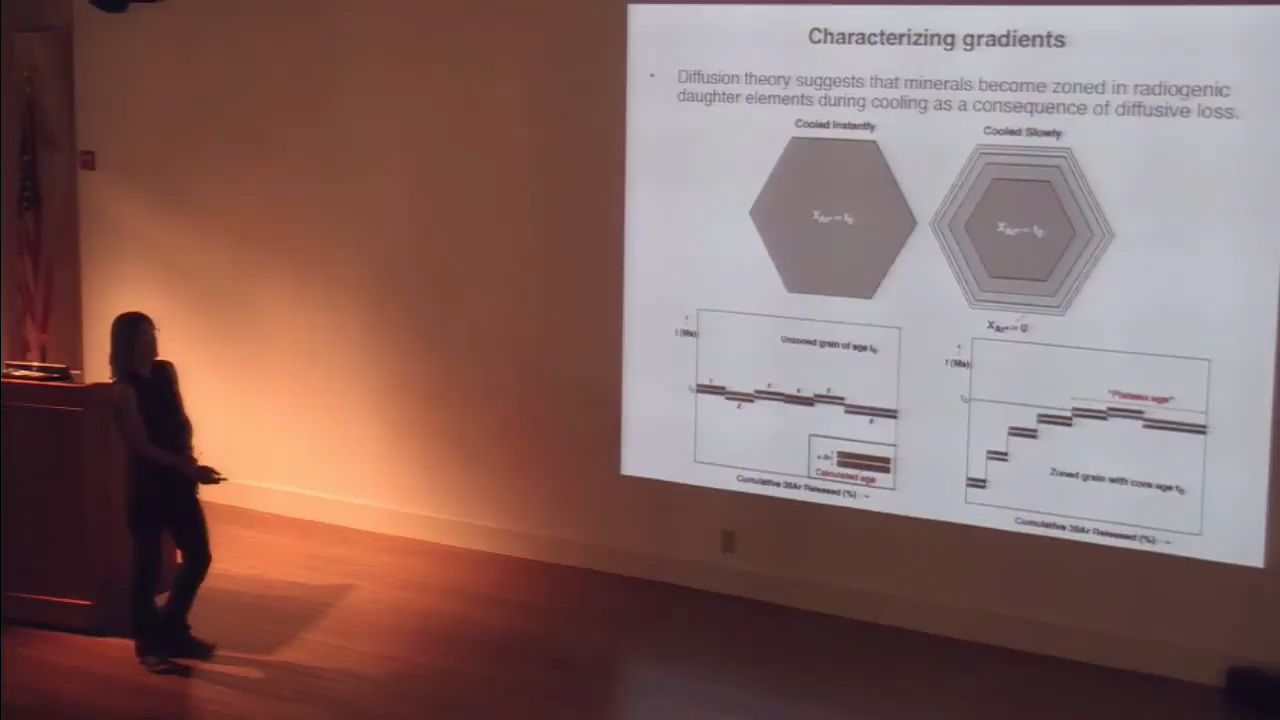 Characterizing gradients
• Diffusion theory suggests that minerals become zoned in radiogenic
daughter elements during cooling as a consequence of diffusive loss.
Cooled Instantly
Cooled Slowly
t (Ma)
Unzoned grain of age t₀
Calculated age
Cumulative 39Ar Released (%) →
t (Ma)
"Plateau age"
Zoned grain with core age t₀
Cumulative 39Ar Released (%) →